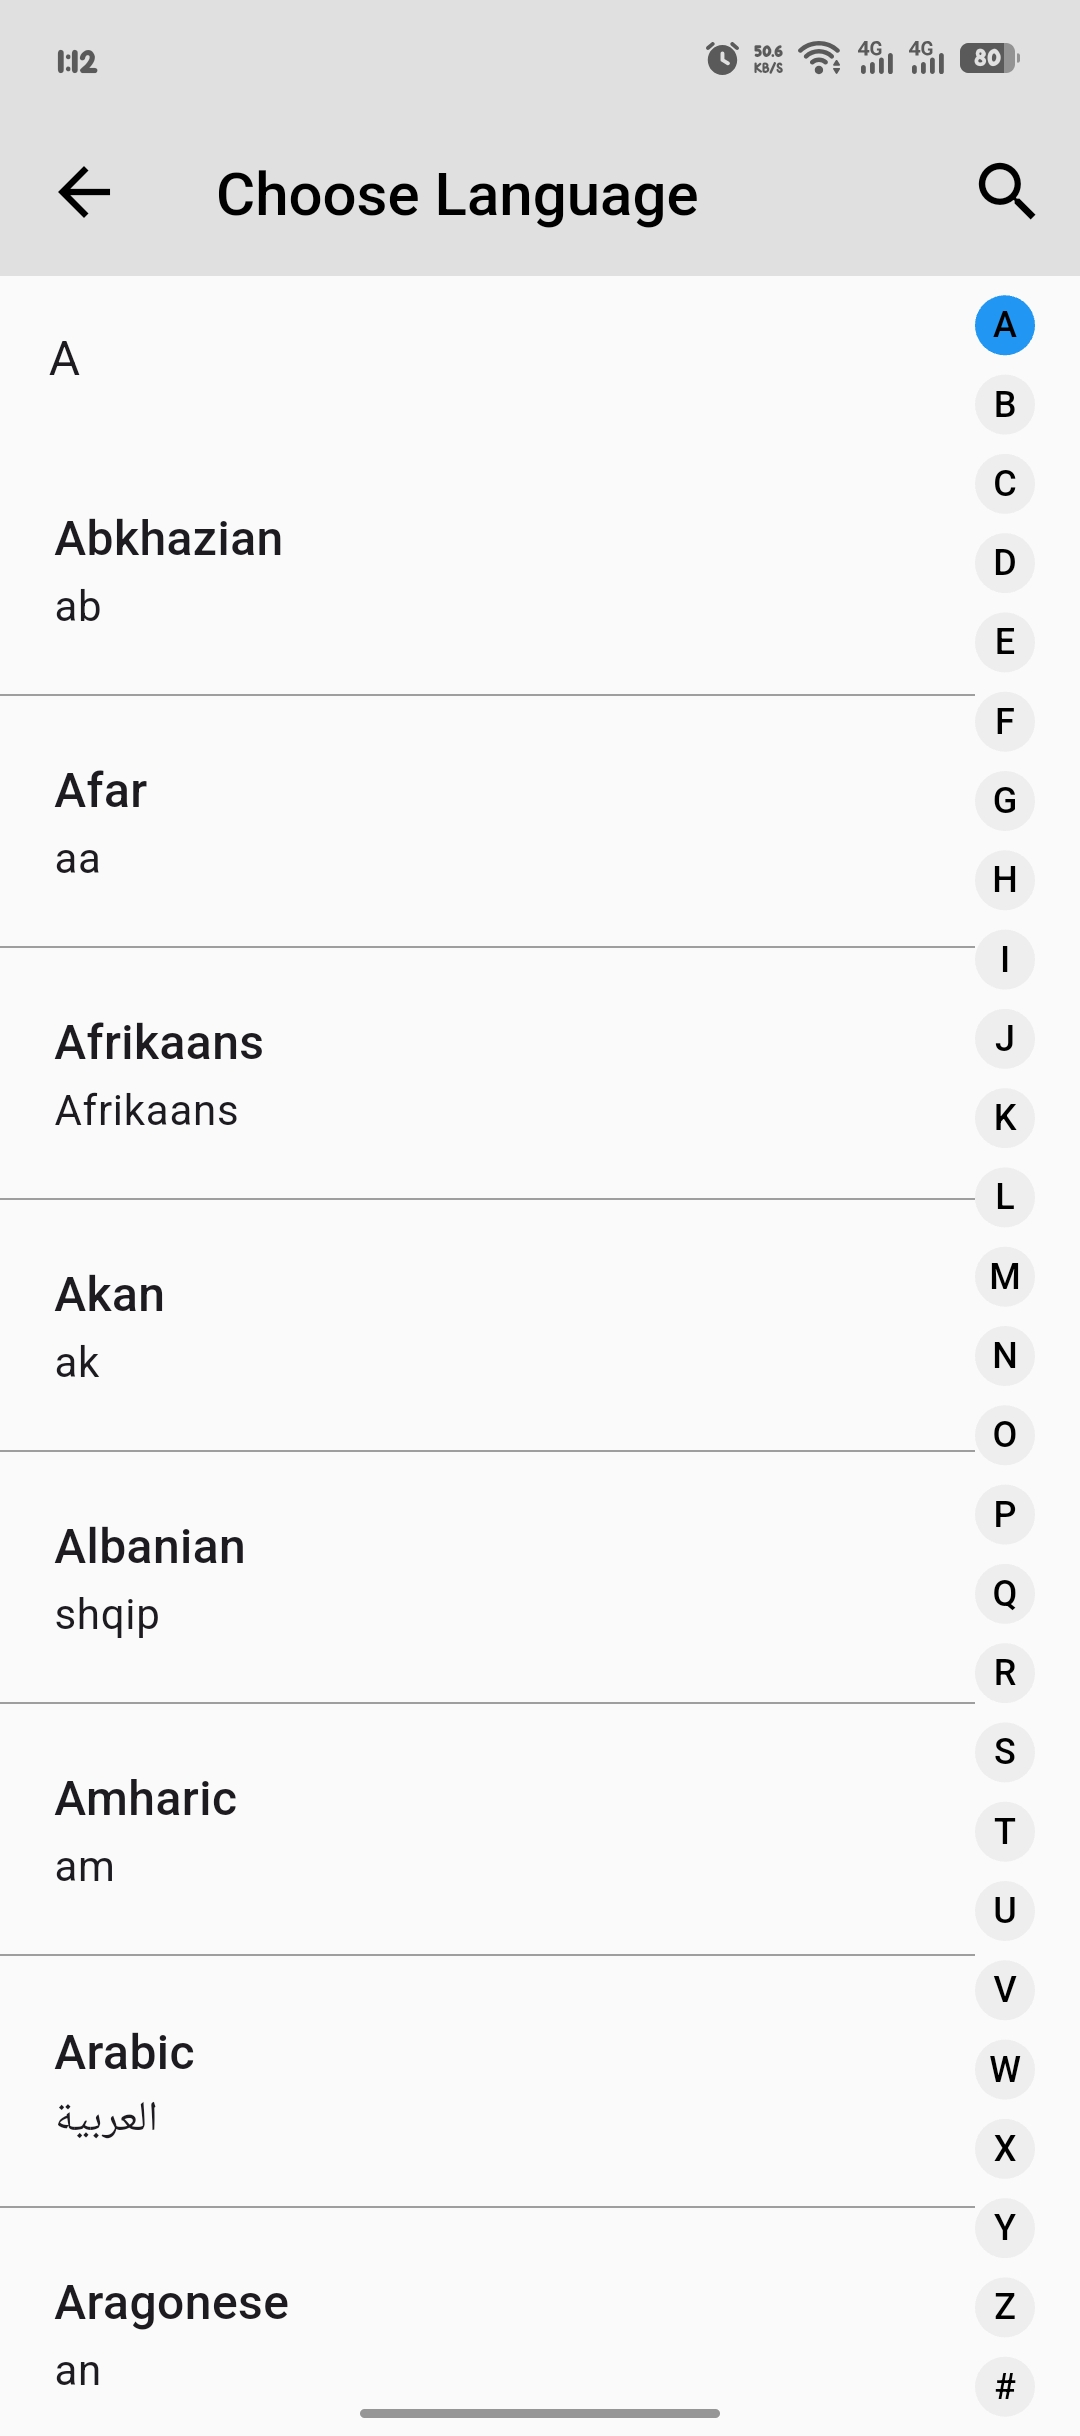 1:12
50.6
KB/S
4G
4G
80
Choose Language
A
Abkhazian
ab
Afar
aa
Afrikaans
Afrikaans
Akan
ak
Albanian
shqip
Amharic
am
Arabic
العربية
Aragonese
an
A
B
C
D
E
F
G
H
I
J
K
L
M
N
O
P
Q
R
S
T
U
V
W
X
Y
Z
#